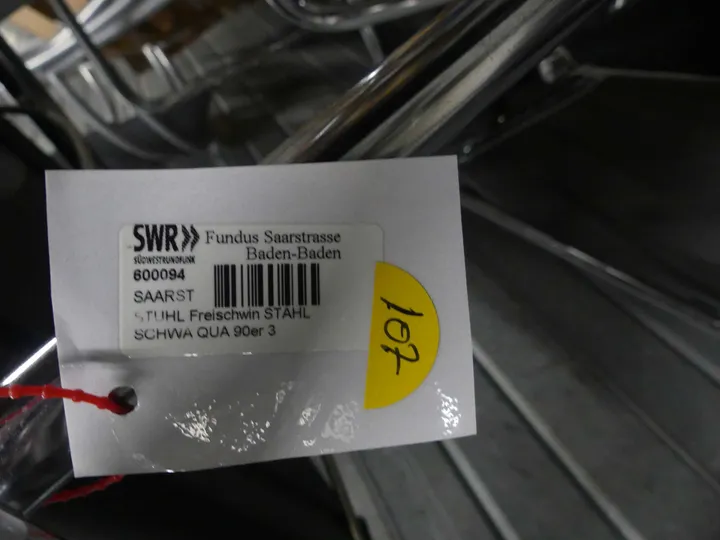 SWR» Fundus Saarstrasse
SÜDWESTRUNDFUNK Baden-Baden
600094
SAARST
STUHL Freischwin STAHL
SCHWA QUA 90er 3
107